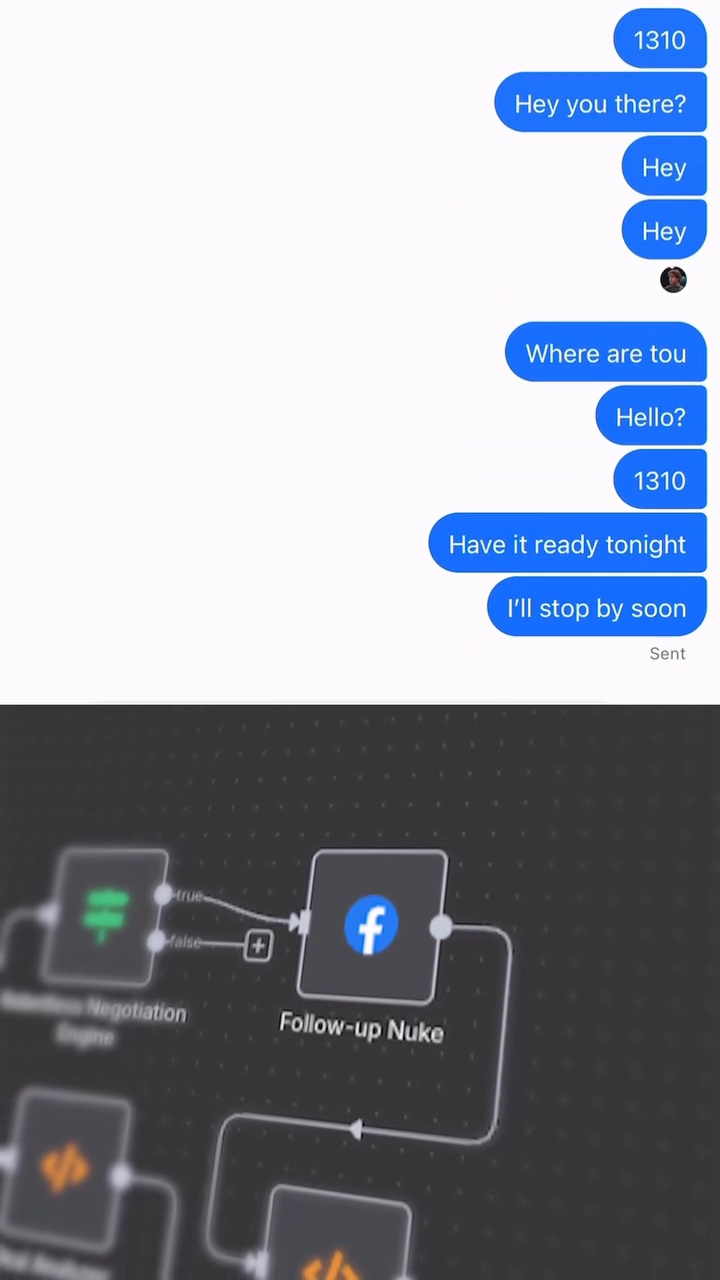 1310
Hey you there?
Hey
Hey
Where are tou
Hello?
1310
Have it ready tonight
I'll stop by soon
Sent
true
false
Negotiation
Engine
Follow-up Nuke